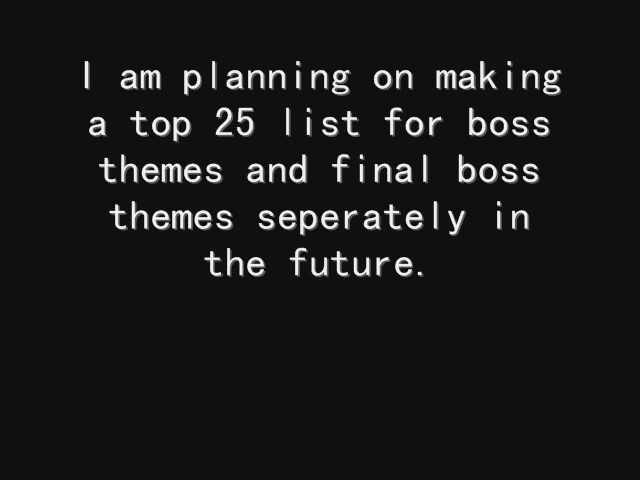 I am planning on making
a top 25 list for boss
themes and final boss
themes seperately in
the future.